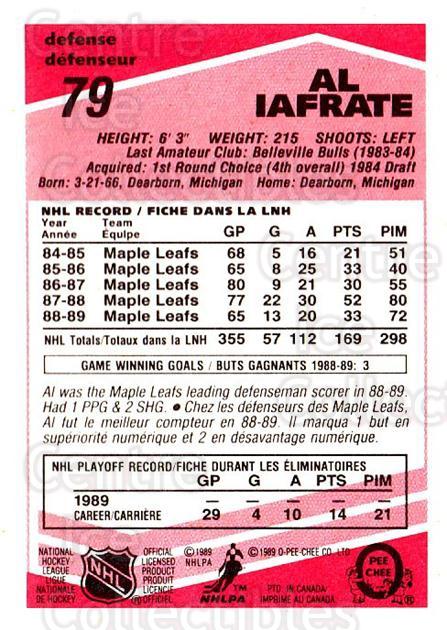 defense
défenseur
79
AL
IAFRATE
HEIGHT: 6' 3" WEIGHT: 215 SHOOTS: LEFT
Last Amateur Club: Belleville Bulls (1983-84)
Acquired: 1st Round Choice (4th overall) 1984 Draft
Born: 3-21-66, Dearborn, Michigan Home: Dearborn, Michigan
NHL RECORD / FICHE DANS LA LNH
Year Team
Année Équipe GP G A PTS PIM
84-85 Maple Leafs 68 5 16 21 51
85-86 Maple Leafs 65 8 25 33 40
86-87 Maple Leafs 80 9 21 30 55
87-88 Maple Leafs 77 22 30 52 80
88-89 Maple Leafs 65 13 20 33 72
NHL Totals/Totaux dans la LNH 355 57 112 169 298
GAME WINNING GOALS / BUTS GAGNANTS 1988-89: 3
Al was the Maple Leafs leading defenseman scorer in 88-89.
Had 1 PPG & 2 SHG. • Chez les défenseurs des Maple Leafs,
Al fut le meilleur compteur en 88-89. Il marqua 1 but en
supériorité numérique et 2 en désavantage numérique.
NHL PLAYOFF RECORD/FICHE DURANT LES ÉLIMINATOIRES
GP G A PTS PIM
1989 — — — — —
CAREER/CARRIÈRE 29 4 10 14 21
NATIONAL
HOCKEY
LEAGUE
LIGUE
NATIONALE
DE HOCKEY
NHL
OFFICIAL
LICENSED
PRODUCT
PRODUIT
OFFICIEL
©1989
NHLPA
NHLPA
TM
©1989 O-PEE-CHEE CO. LTD.
PTD. IN CANADA
IMPRIMÉ AU CANADA
O
PEE
CHEE
®